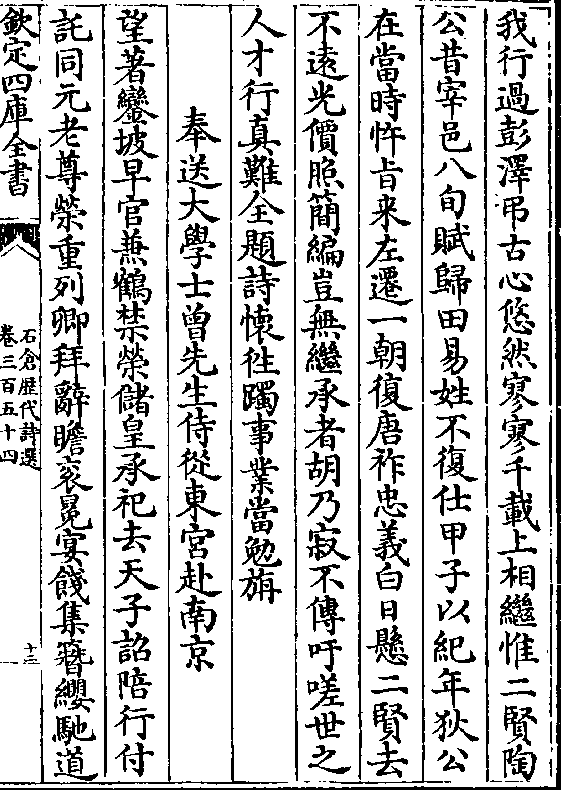 我行過彭澤弔古心悠然寥寥千載上相繼惟二賢陶
公昔宰邑八旬賦歸田易姓不復仕甲子以紀年狄公
在當時忤旨来左遷一朝復唐祚忠義白日懸二賢去
不遠光價照簡編豈無繼承者胡乃寂不傳吁嗟世之
人才行真難全題詩懷往躅事業當勉旃
奉送大學士曾先生侍從東宫赴南京
望著鑾坡早官兼鶴禁榮儲皇承祀去天子詔陪行付
託同元老尊榮重列卿拜辭瞻衮冕宴餞集簪纓馳道
欽定四庫全書
石倉歴代詩選
卷三百五十四
十三